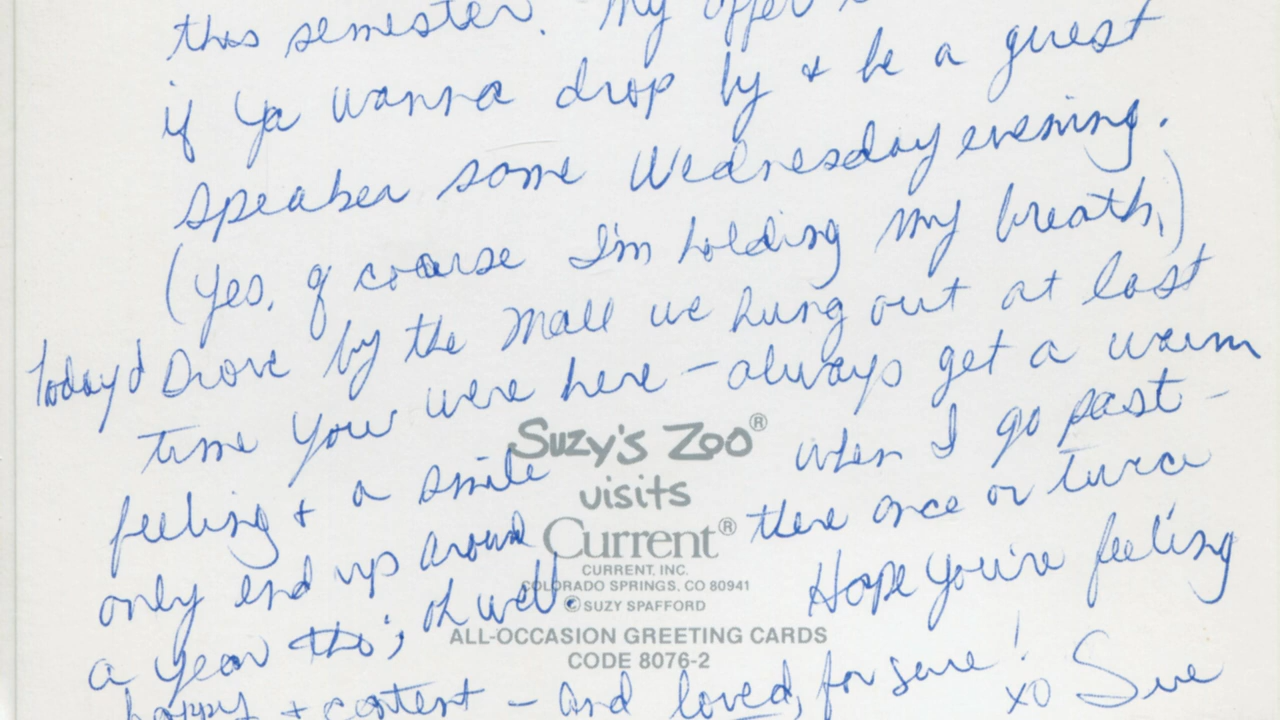 this semester. My offer
if ya wanna drop by + be a guest
speaker some Wednesday evening.
(Yes, of course I'm holding my breath,)
Today I Drove by the mall we hung out at last
time you were here - always get a warm
feeling + a smile when I go past -
only end up around there once or twice
a year tho'; oh well. Hope you're feeling
happy + content - and loved, for sure!
xo Sue
Suzy's Zoo®
visits
Current®
CURRENT, INC.
COLORADO SPRINGS, CO 80941
© SUZY SPAFFORD
ALL-OCCASION GREETING CARDS
CODE 8076-2